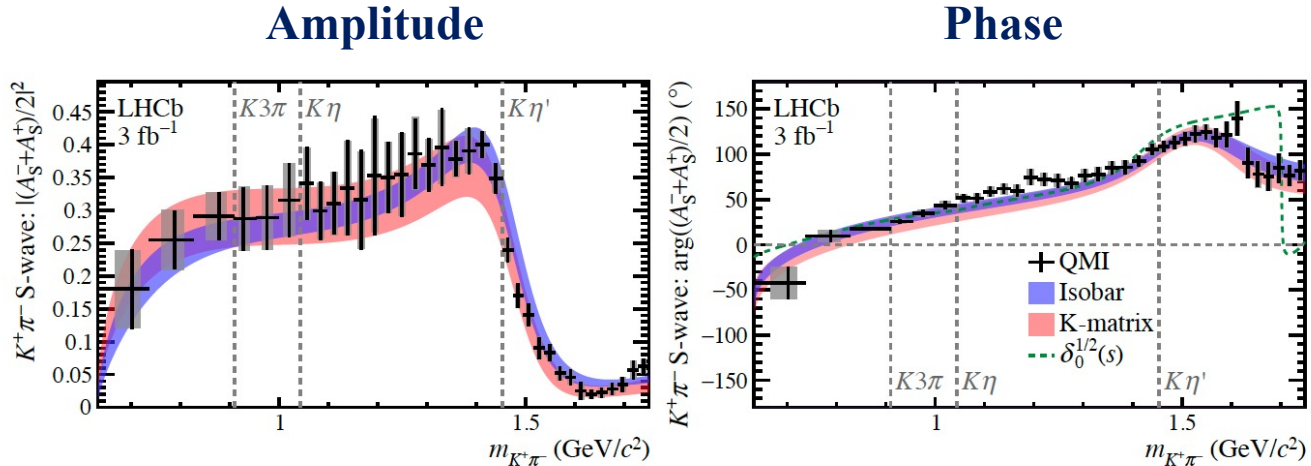 Amplitude
Phase
LHCb
3 fb⁻¹
K3π
Kη
Kη′
K⁺π⁻ S-wave: |(A⁻ₛ+A⁺ₛ)/2|²
0.45
0.4
0.35
0.3
0.25
0.2
0.15
0.1
0.05
0
1
1.5
m_{K⁺π⁻} (GeV/c²)
LHCb
3 fb⁻¹
K⁺π⁻ S-wave: arg((A⁻ₛ+A⁺ₛ)/2) (°)
150
100
50
0
−50
−100
−150
QMI
Isobar
K-matrix
δ₀^{1/2}(s)
K3π
Kη
Kη′
1
1.5
m_{K⁺π⁻} (GeV/c²)